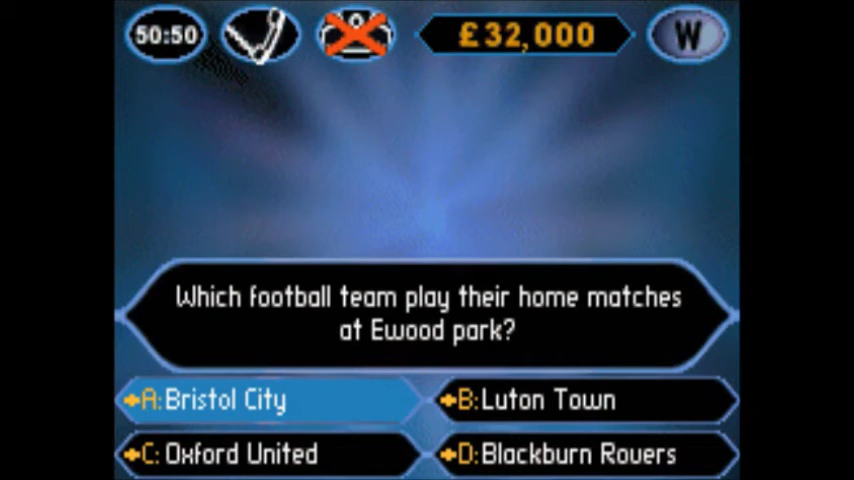 50:50 £32,000 W
Which football team play their home matches
at Ewood park?
A: Bristol City
B: Luton Town
C: Oxford United
D: Blackburn Rovers